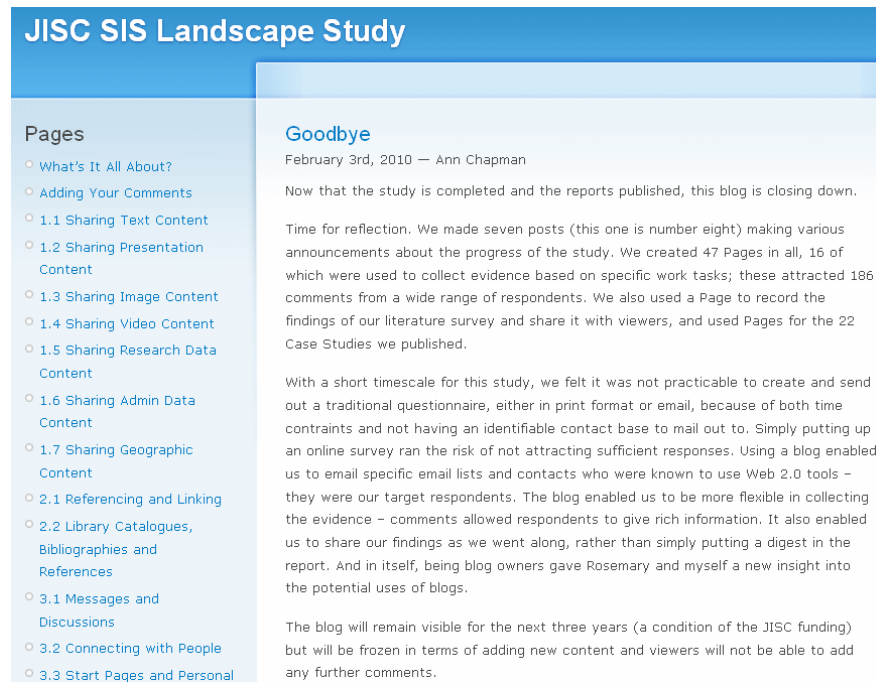 JISC SIS Landscape Study
Pages
What's It All About?
Adding Your Comments
1.1 Sharing Text Content
1.2 Sharing Presentation
Content
1.3 Sharing Image Content
1.4 Sharing Video Content
1.5 Sharing Research Data
Content
1.6 Sharing Admin Data
Content
1.7 Sharing Geographic
Content
2.1 Referencing and Linking
2.2 Library Catalogues,
Bibliographies and
References
3.1 Messages and
Discussions
3.2 Connecting with People
3.3 Start Pages and Personal
Goodbye
February 3rd, 2010 — Ann Chapman
Now that the study is completed and the reports published, this blog is closing down.
Time for reflection. We made seven posts (this one is number eight) making various
announcements about the progress of the study. We created 47 Pages in all, 16 of
which were used to collect evidence based on specific work tasks; these attracted 186
comments from a wide range of respondents. We also used a Page to record the
findings of our literature survey and share it with viewers, and used Pages for the 22
Case Studies we published.
With a short timescale for this study, we felt it was not practicable to create and send
out a traditional questionnaire, either in print format or email, because of both time
contraints and not having an identifiable contact base to mail out to. Simply putting up
an online survey ran the risk of not attracting sufficient responses. Using a blog enabled
us to email specific email lists and contacts who were known to use Web 2.0 tools –
they were our target respondents. The blog enabled us to be more flexible in collecting
the evidence – comments allowed respondents to give rich information. It also enabled
us to share our findings as we went along, rather than simply putting a digest in the
report. And in itself, being blog owners gave Rosemary and myself a new insight into
the potential uses of blogs.
The blog will remain visible for the next three years (a condition of the JISC funding)
but will be frozen in terms of adding new content and viewers will not be able to add
any further comments.